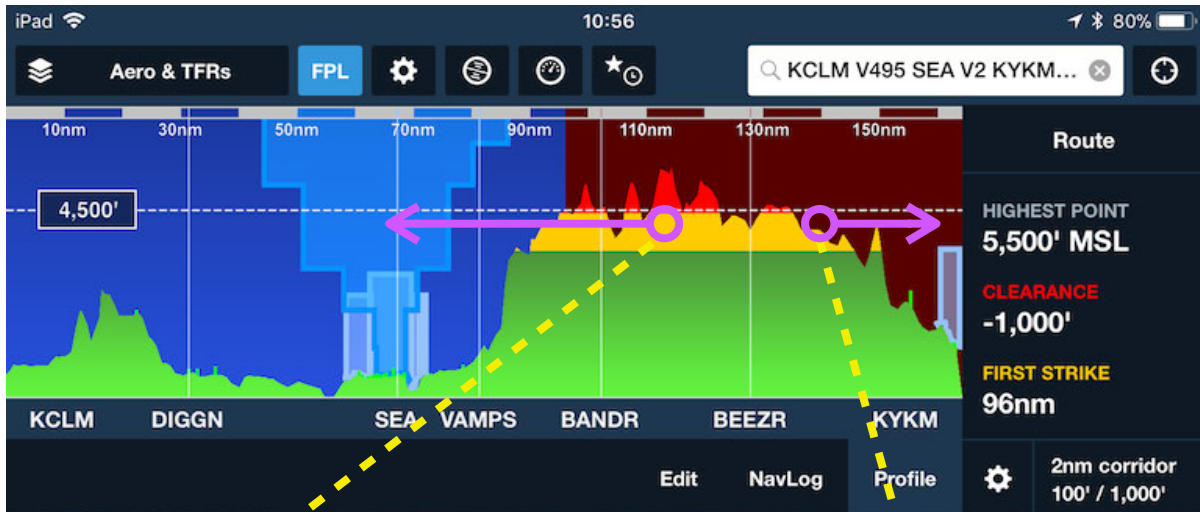 iPad 10:56 80%
Aero & TFRs FPL KCLM V495 SEA V2 KYKM...
10nm 30nm 50nm 70nm 90nm 110nm 130nm 150nm
Route
4,500'
HIGHEST POINT
5,500' MSL
CLEARANCE
-1,000'
FIRST STRIKE
96nm
KCLM DIGGN SEA VAMPS BANDR BEEZR KYKM
Edit NavLog Profile
2nm corridor
100' / 1,000'